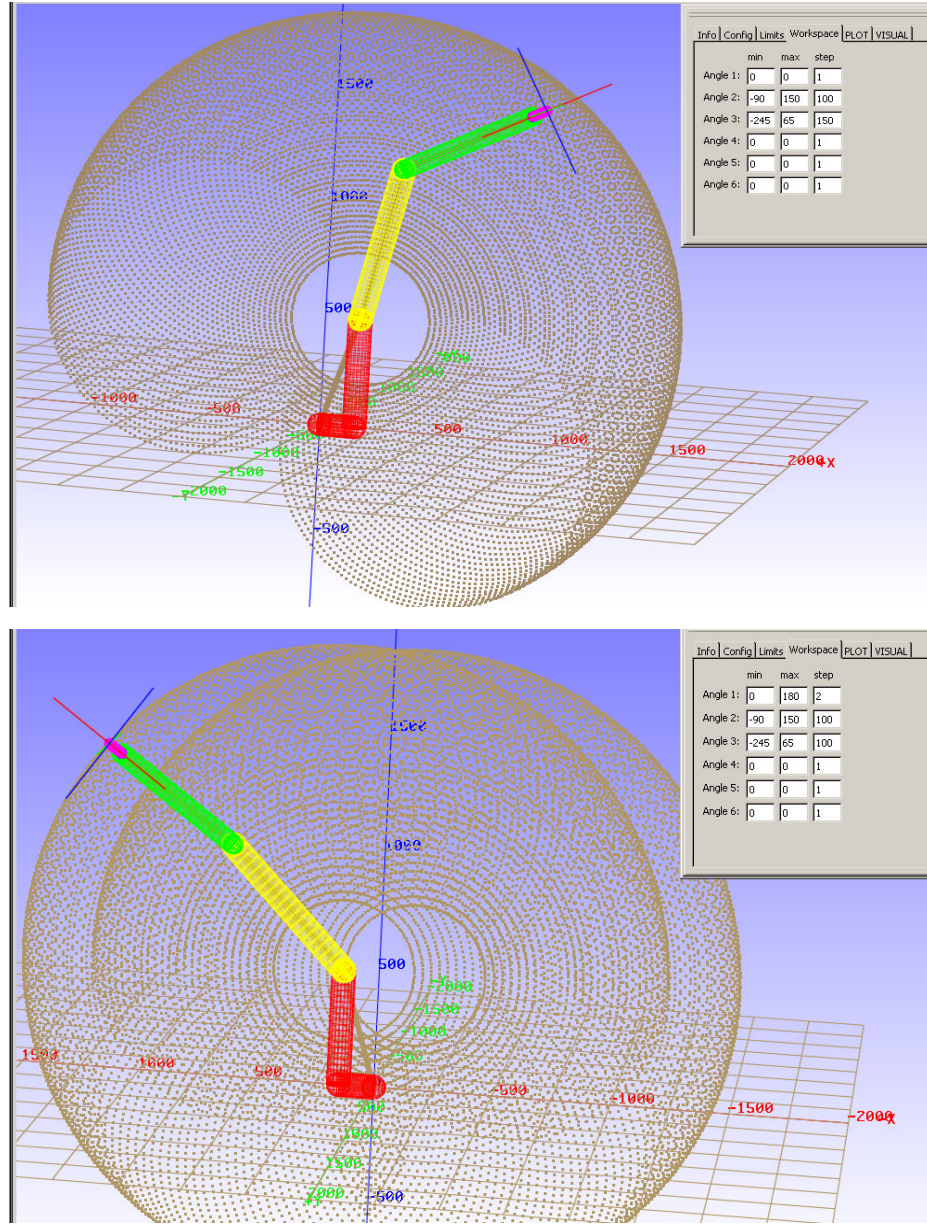 Info Config Limits Workspace PLOT VISUAL
min max step
Angle 1: 0 0 1
Angle 2: -90 150 100
Angle 3: -245 65 150
Angle 4: 0 0 1
Angle 5: 0 0 1
Angle 6: 0 0 1
1500
1000
500
-1000
-500
500
1000
1500
2000 +X
-1000
-1500
-2000
-Y
-500
Info Config Limits Workspace PLOT VISUAL
min max step
Angle 1: 0 180 2
Angle 2: -90 150 100
Angle 3: -245 65 100
Angle 4: 0 0 1
Angle 5: 0 0 1
Angle 6: 0 0 1
1500
1000
500
-Y
-2000
-1500
-1000
1500
1000
500
-500
-1000
-1500
-2000
-X
500
1000
1500
2000
+Y
-500